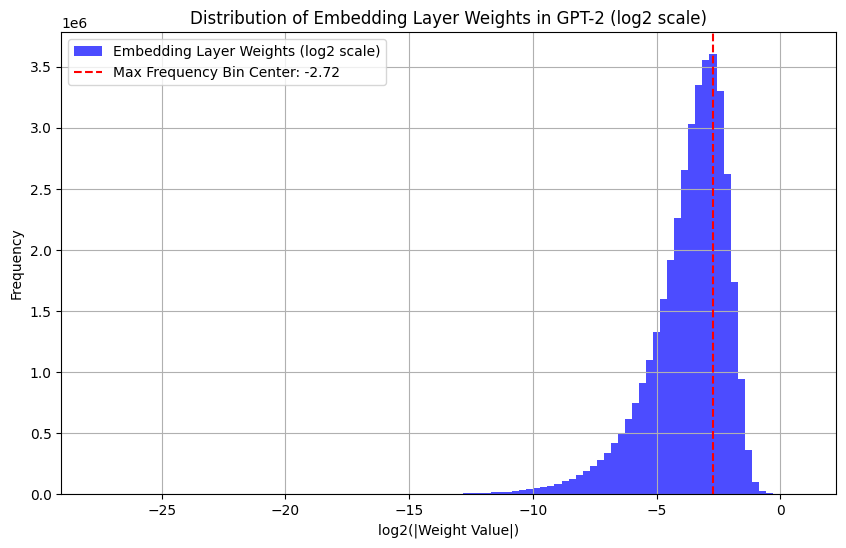 Distribution of Embedding Layer Weights in GPT-2 (log2 scale)
1e6
Embedding Layer Weights (log2 scale)
Max Frequency Bin Center: -2.72
3.5
3.0
2.5
2.0
1.5
1.0
0.5
0.0
Frequency
−25 −20 −15 −10 −5 0
log2(|Weight Value|)